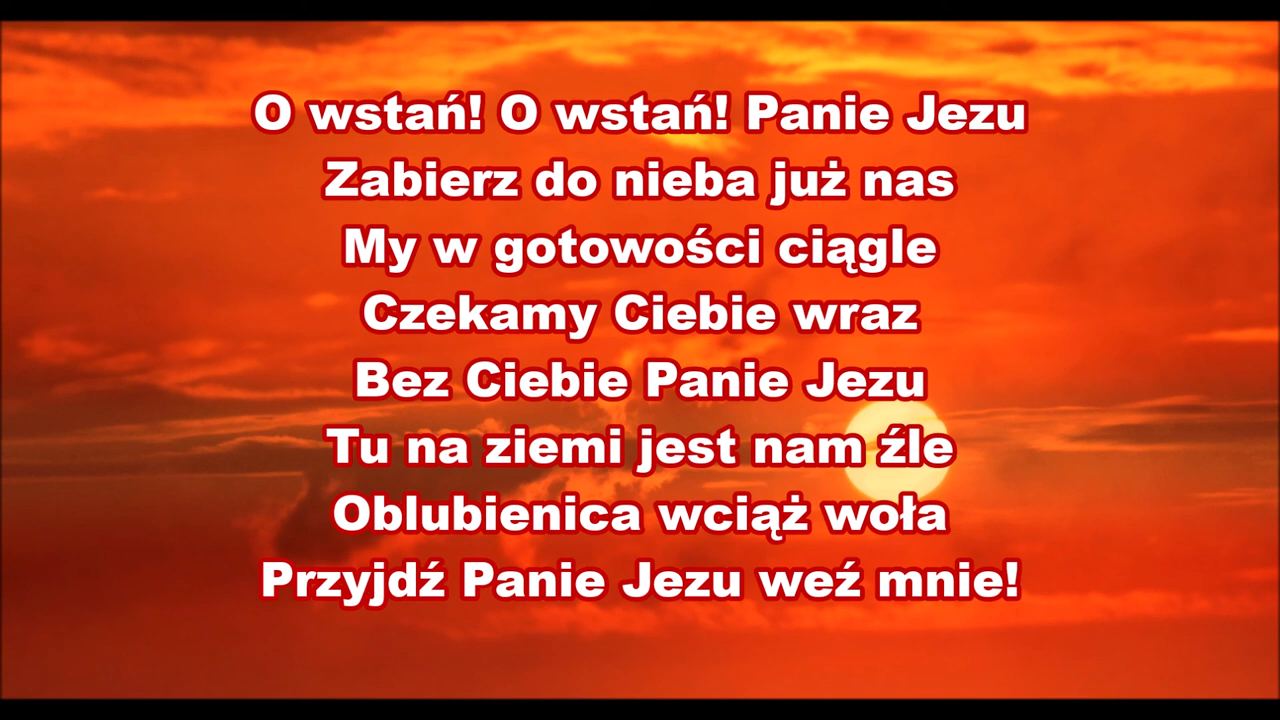 O wstań! O wstań! Panie Jezu
Zabierz do nieba już nas
My w gotowości ciągle
Czekamy Ciebie wraz
Bez Ciebie Panie Jezu
Tu na ziemi jest nam źle
Oblubienica wciąż woła
Przyjdź Panie Jezu weź mnie!